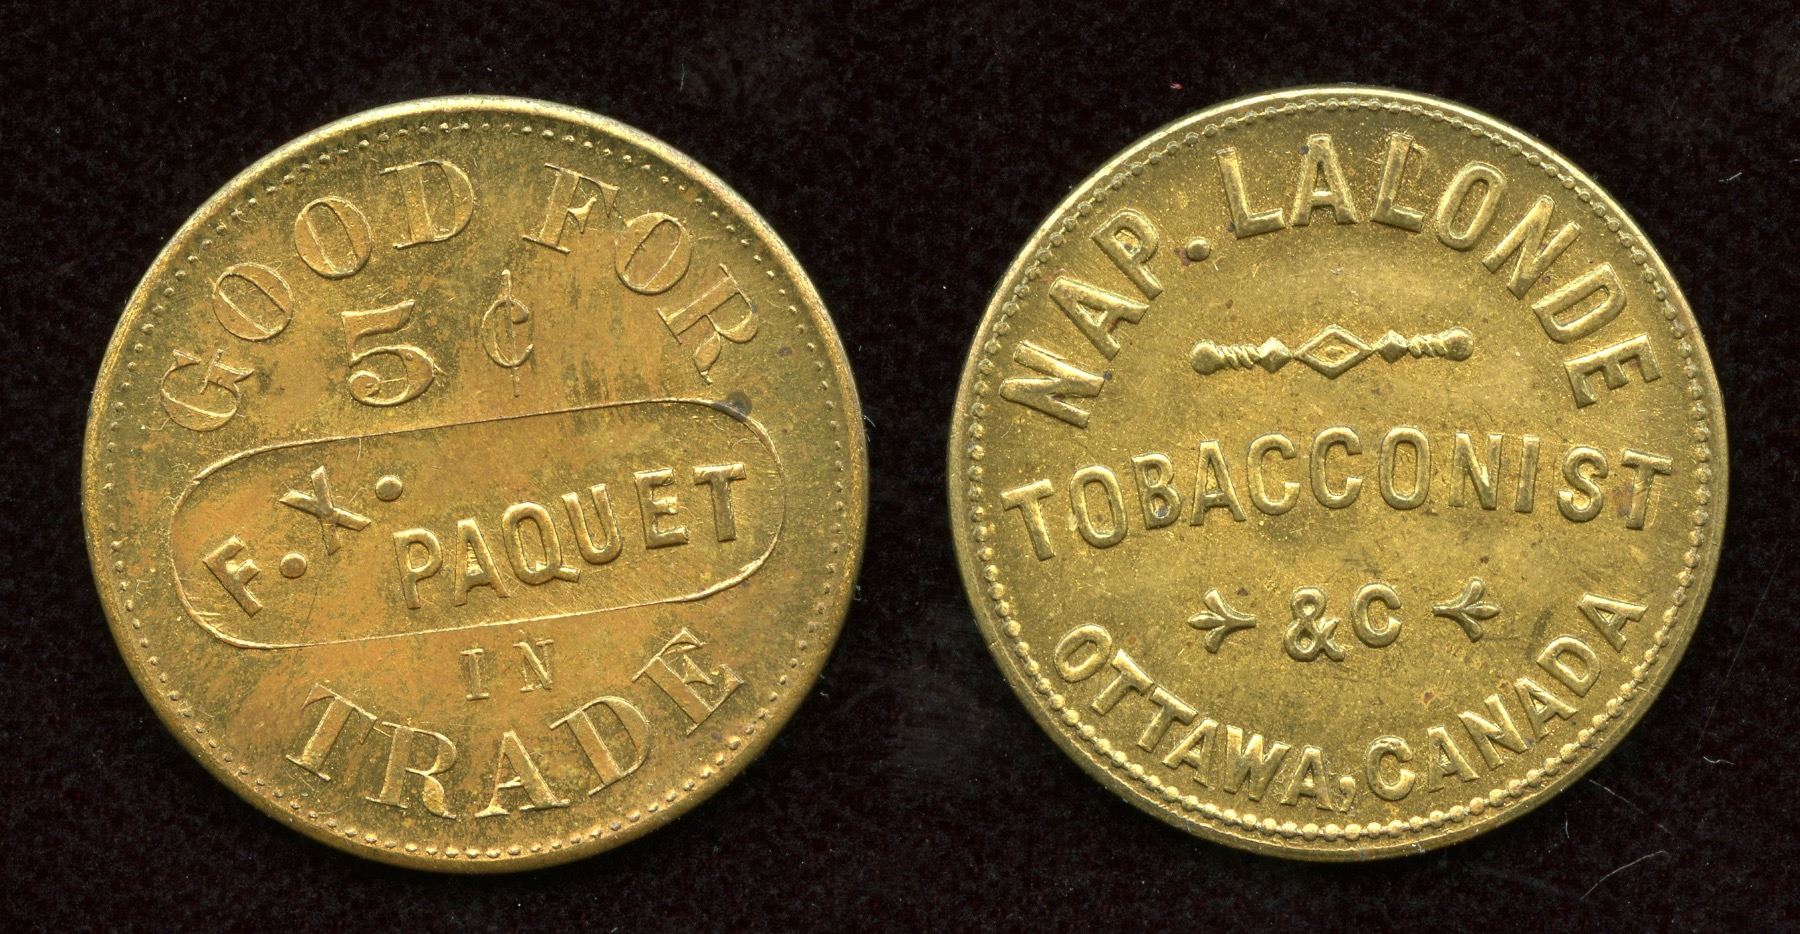 GOOD FOR
5¢
F.X. PAQUET
IN
TRADE
NAP. LALONDE
TOBACCONIST
& C
OTTAWA, CANADA